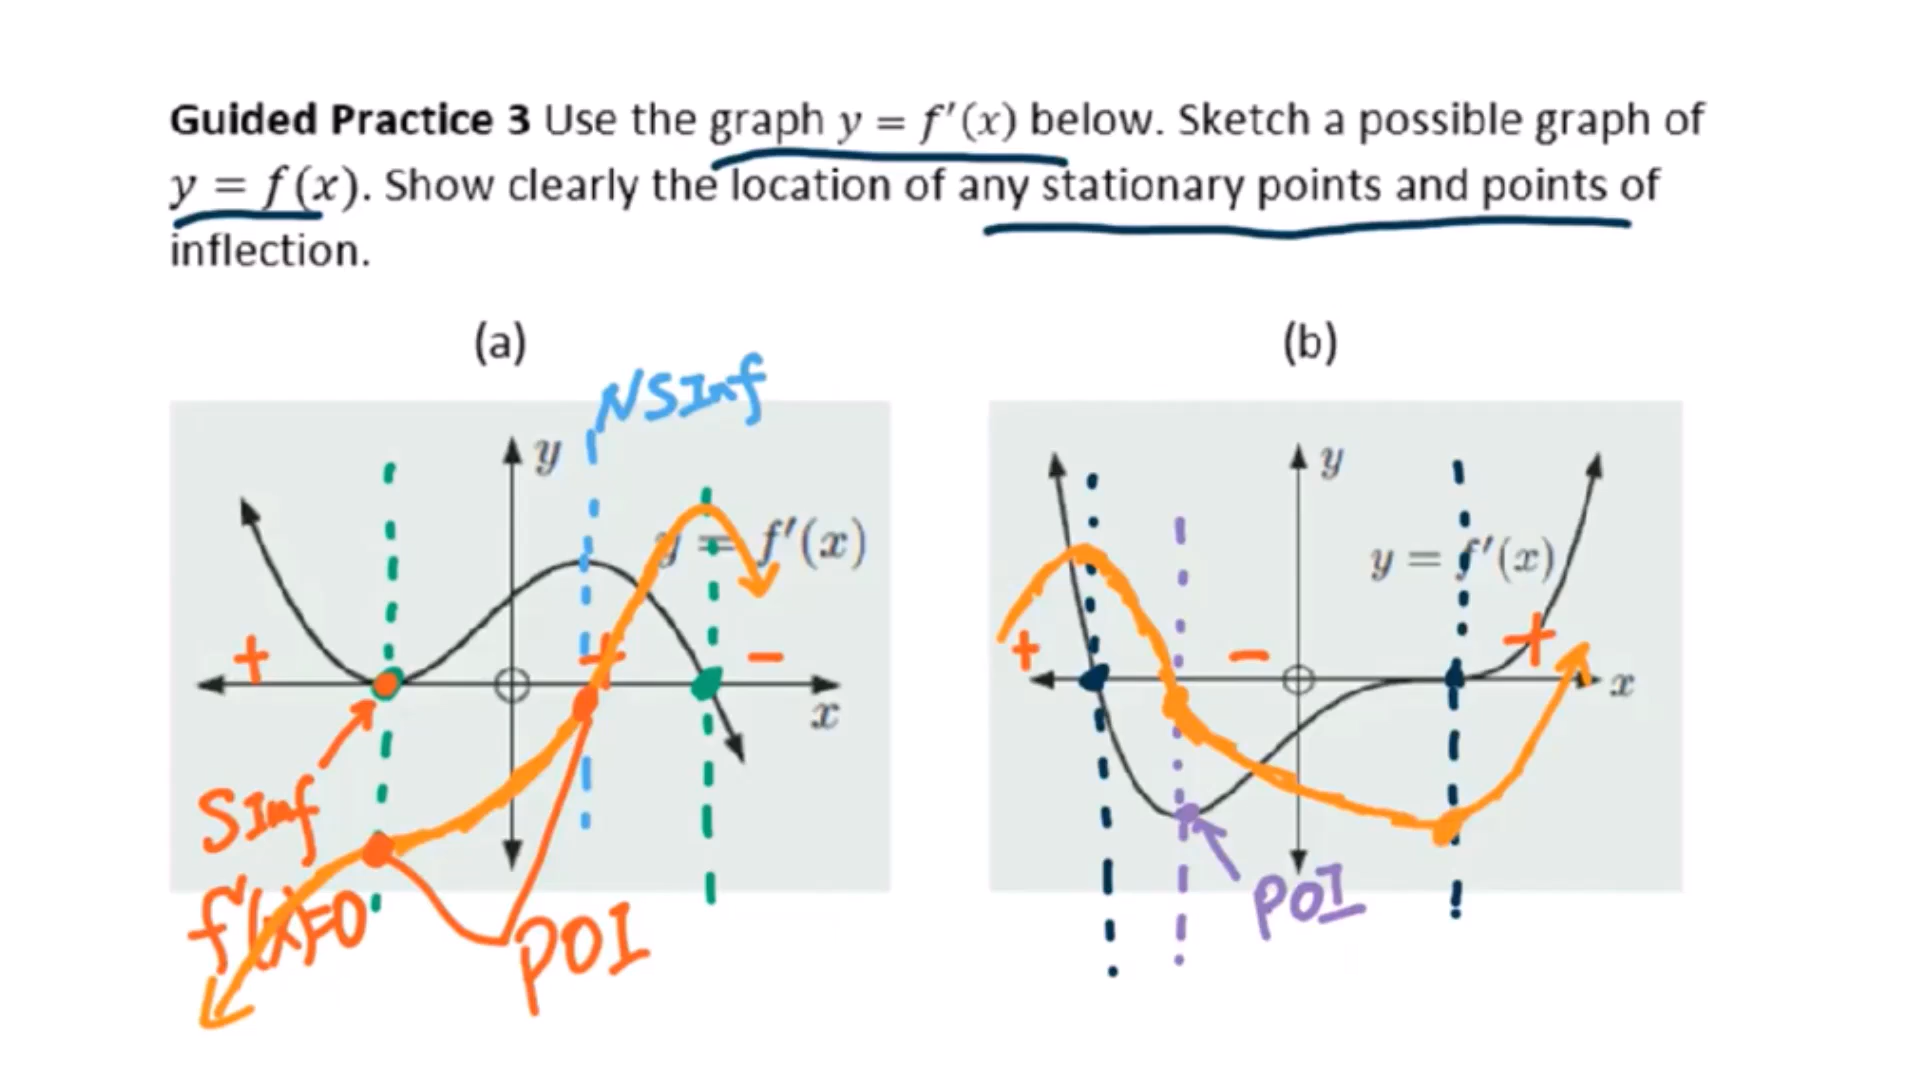 Guided Practice 3 Use the graph y = f′(x) below. Sketch a possible graph of
y = f(x). Show clearly the location of any stationary points and points of
inflection.
(a)
(b)
NSInf
y
y = f′(x)
+
+
−
x
SInf
f″(x)=0
POI
y
y = f′(x)
+
−
+
x
POI